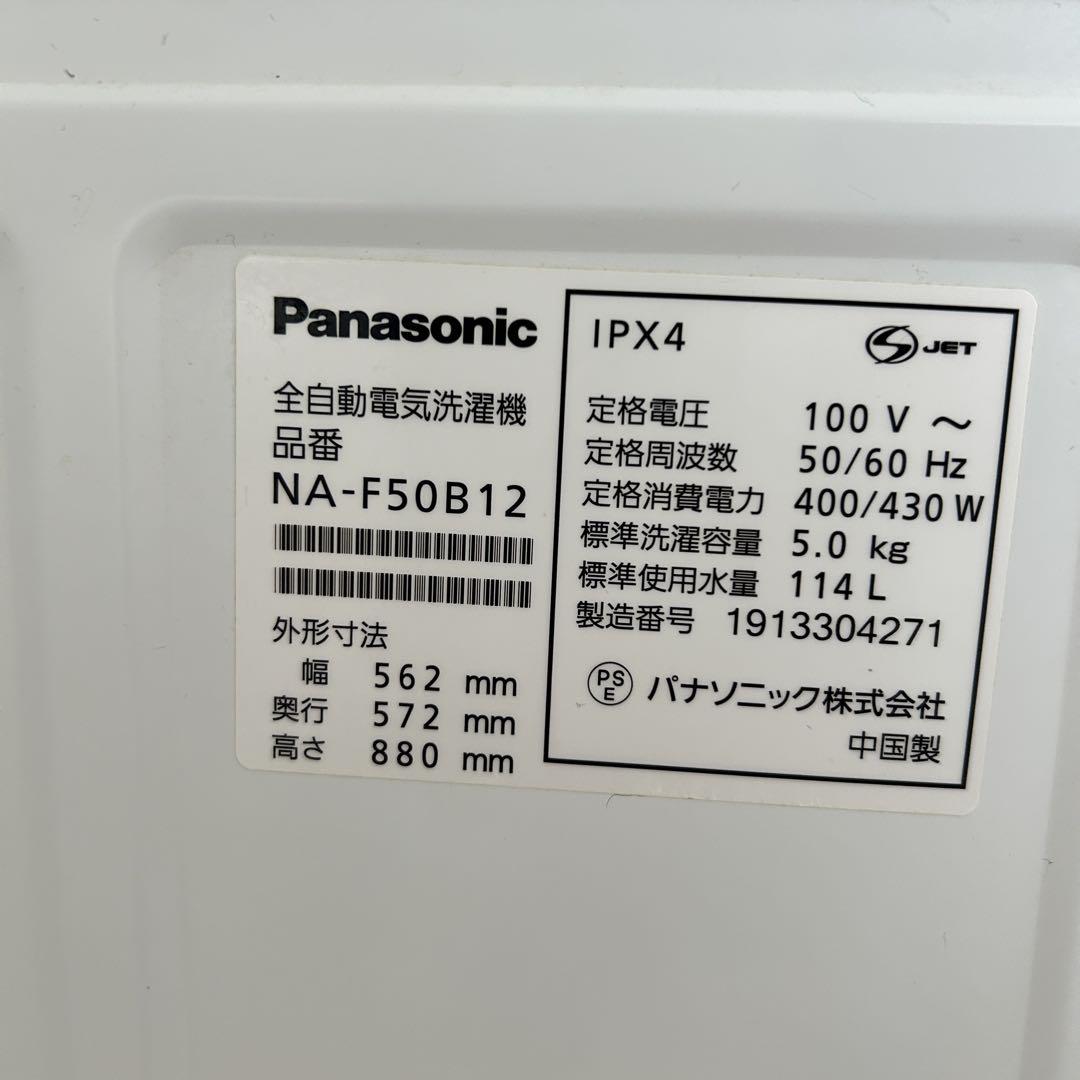 Panasonic
全自動電気洗濯機
品番
NA-F50B12
外形寸法
幅 562 mm
奥行 572 mm
高さ 880 mm
IPX4
S JET
定格電圧 100 V ～
定格周波数 50/60 Hz
定格消費電力 400/430 W
標準洗濯容量 5.0 kg
標準使用水量 114 L
製造番号 1913304271
PS
E
パナソニック株式会社
中国製